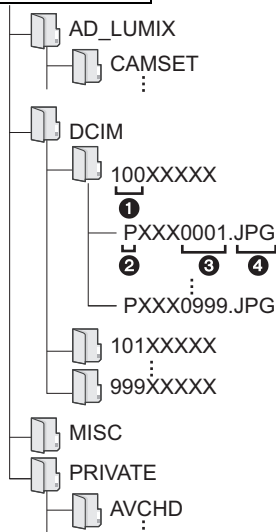 AD_LUMIX
CAMSET
DCIM
100XXXXX
❶
PXXX0001.JPG
❷ ❸ ❹
PXXX0999.JPG
101XXXXX
999XXXXX
MISC
PRIVATE
AVCHD